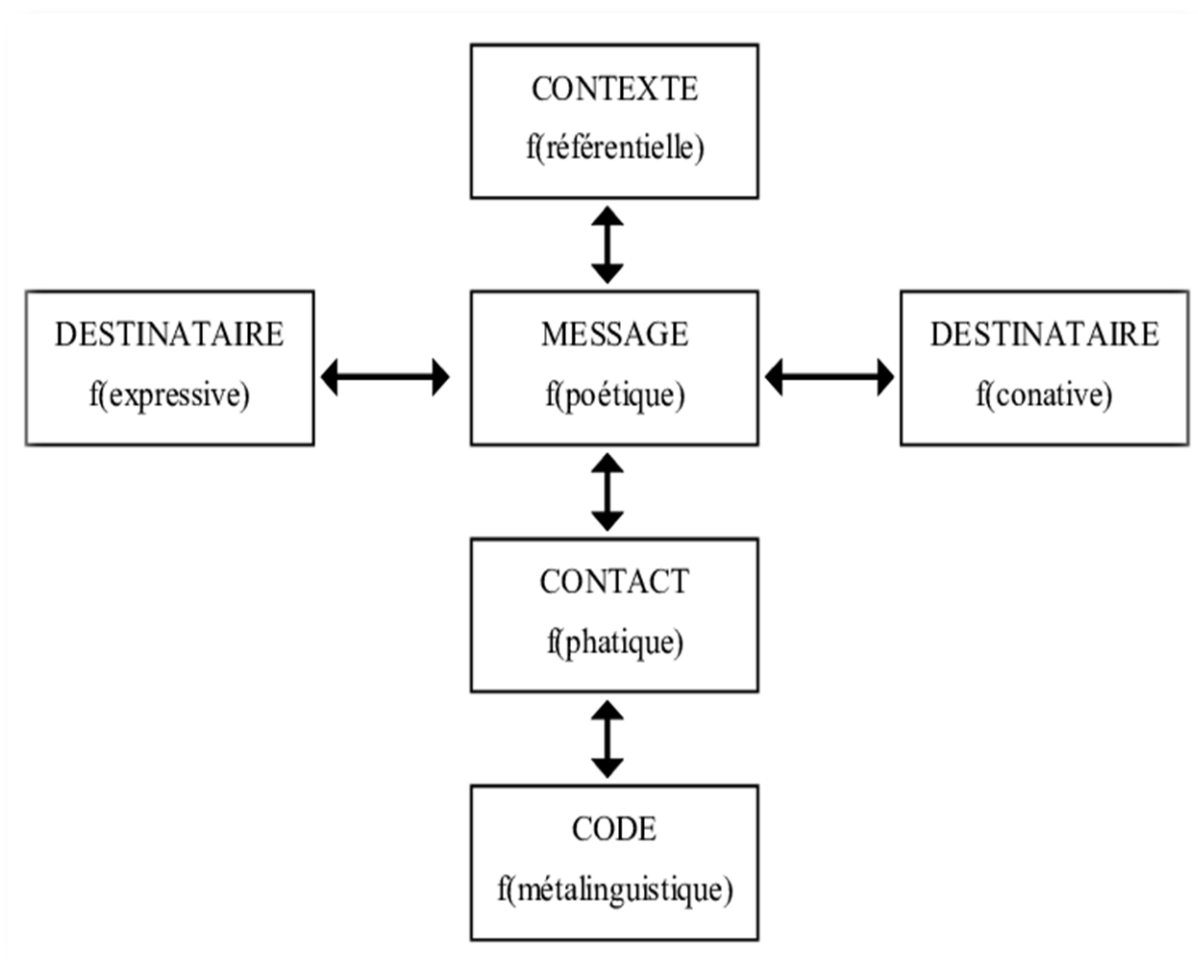 CONTEXTE
f(référentielle)
DESTINATAIRE
f(expressive)
MESSAGE
f(poétique)
DESTINATAIRE
f(conative)
CONTACT
f(phatique)
CODE
f(métalinguistique)